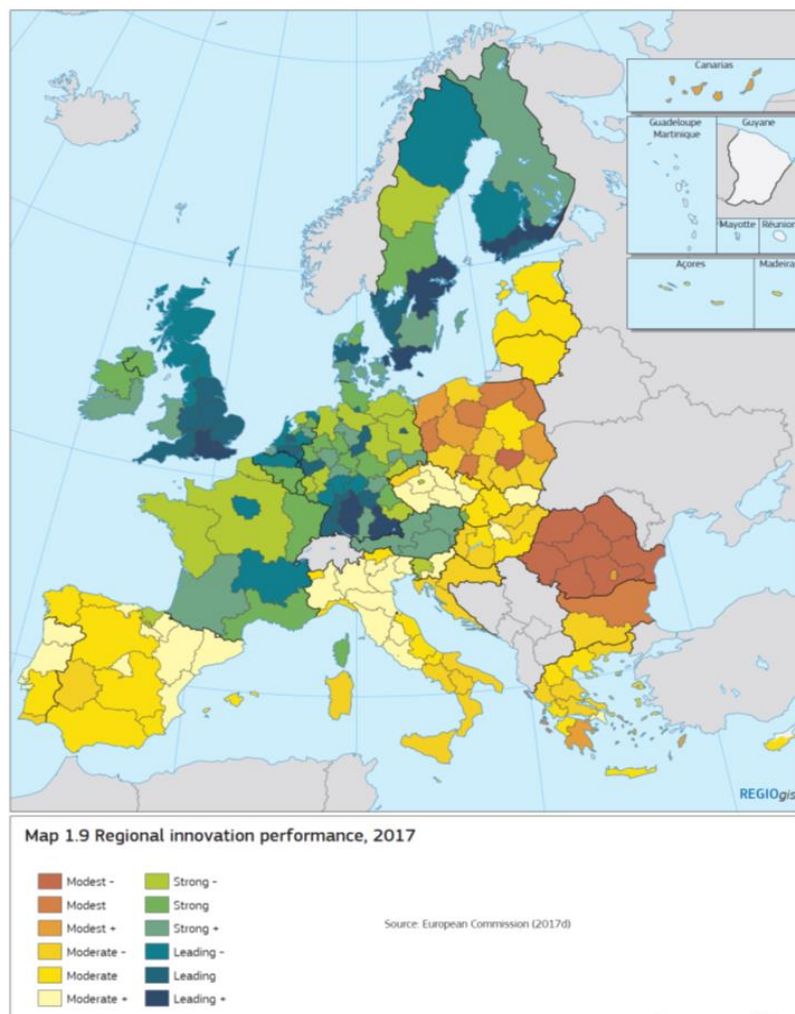 Canarias
Guadeloupe
Martinique
Guyane
Mayotte
Réunion
Açores
Madeira
REGIOgis
Map 1.9 Regional innovation performance, 2017
Modest -
Modest
Modest +
Moderate -
Moderate
Moderate +
Strong -
Strong
Strong +
Leading -
Leading
Leading +
Source: European Commission (2017d)